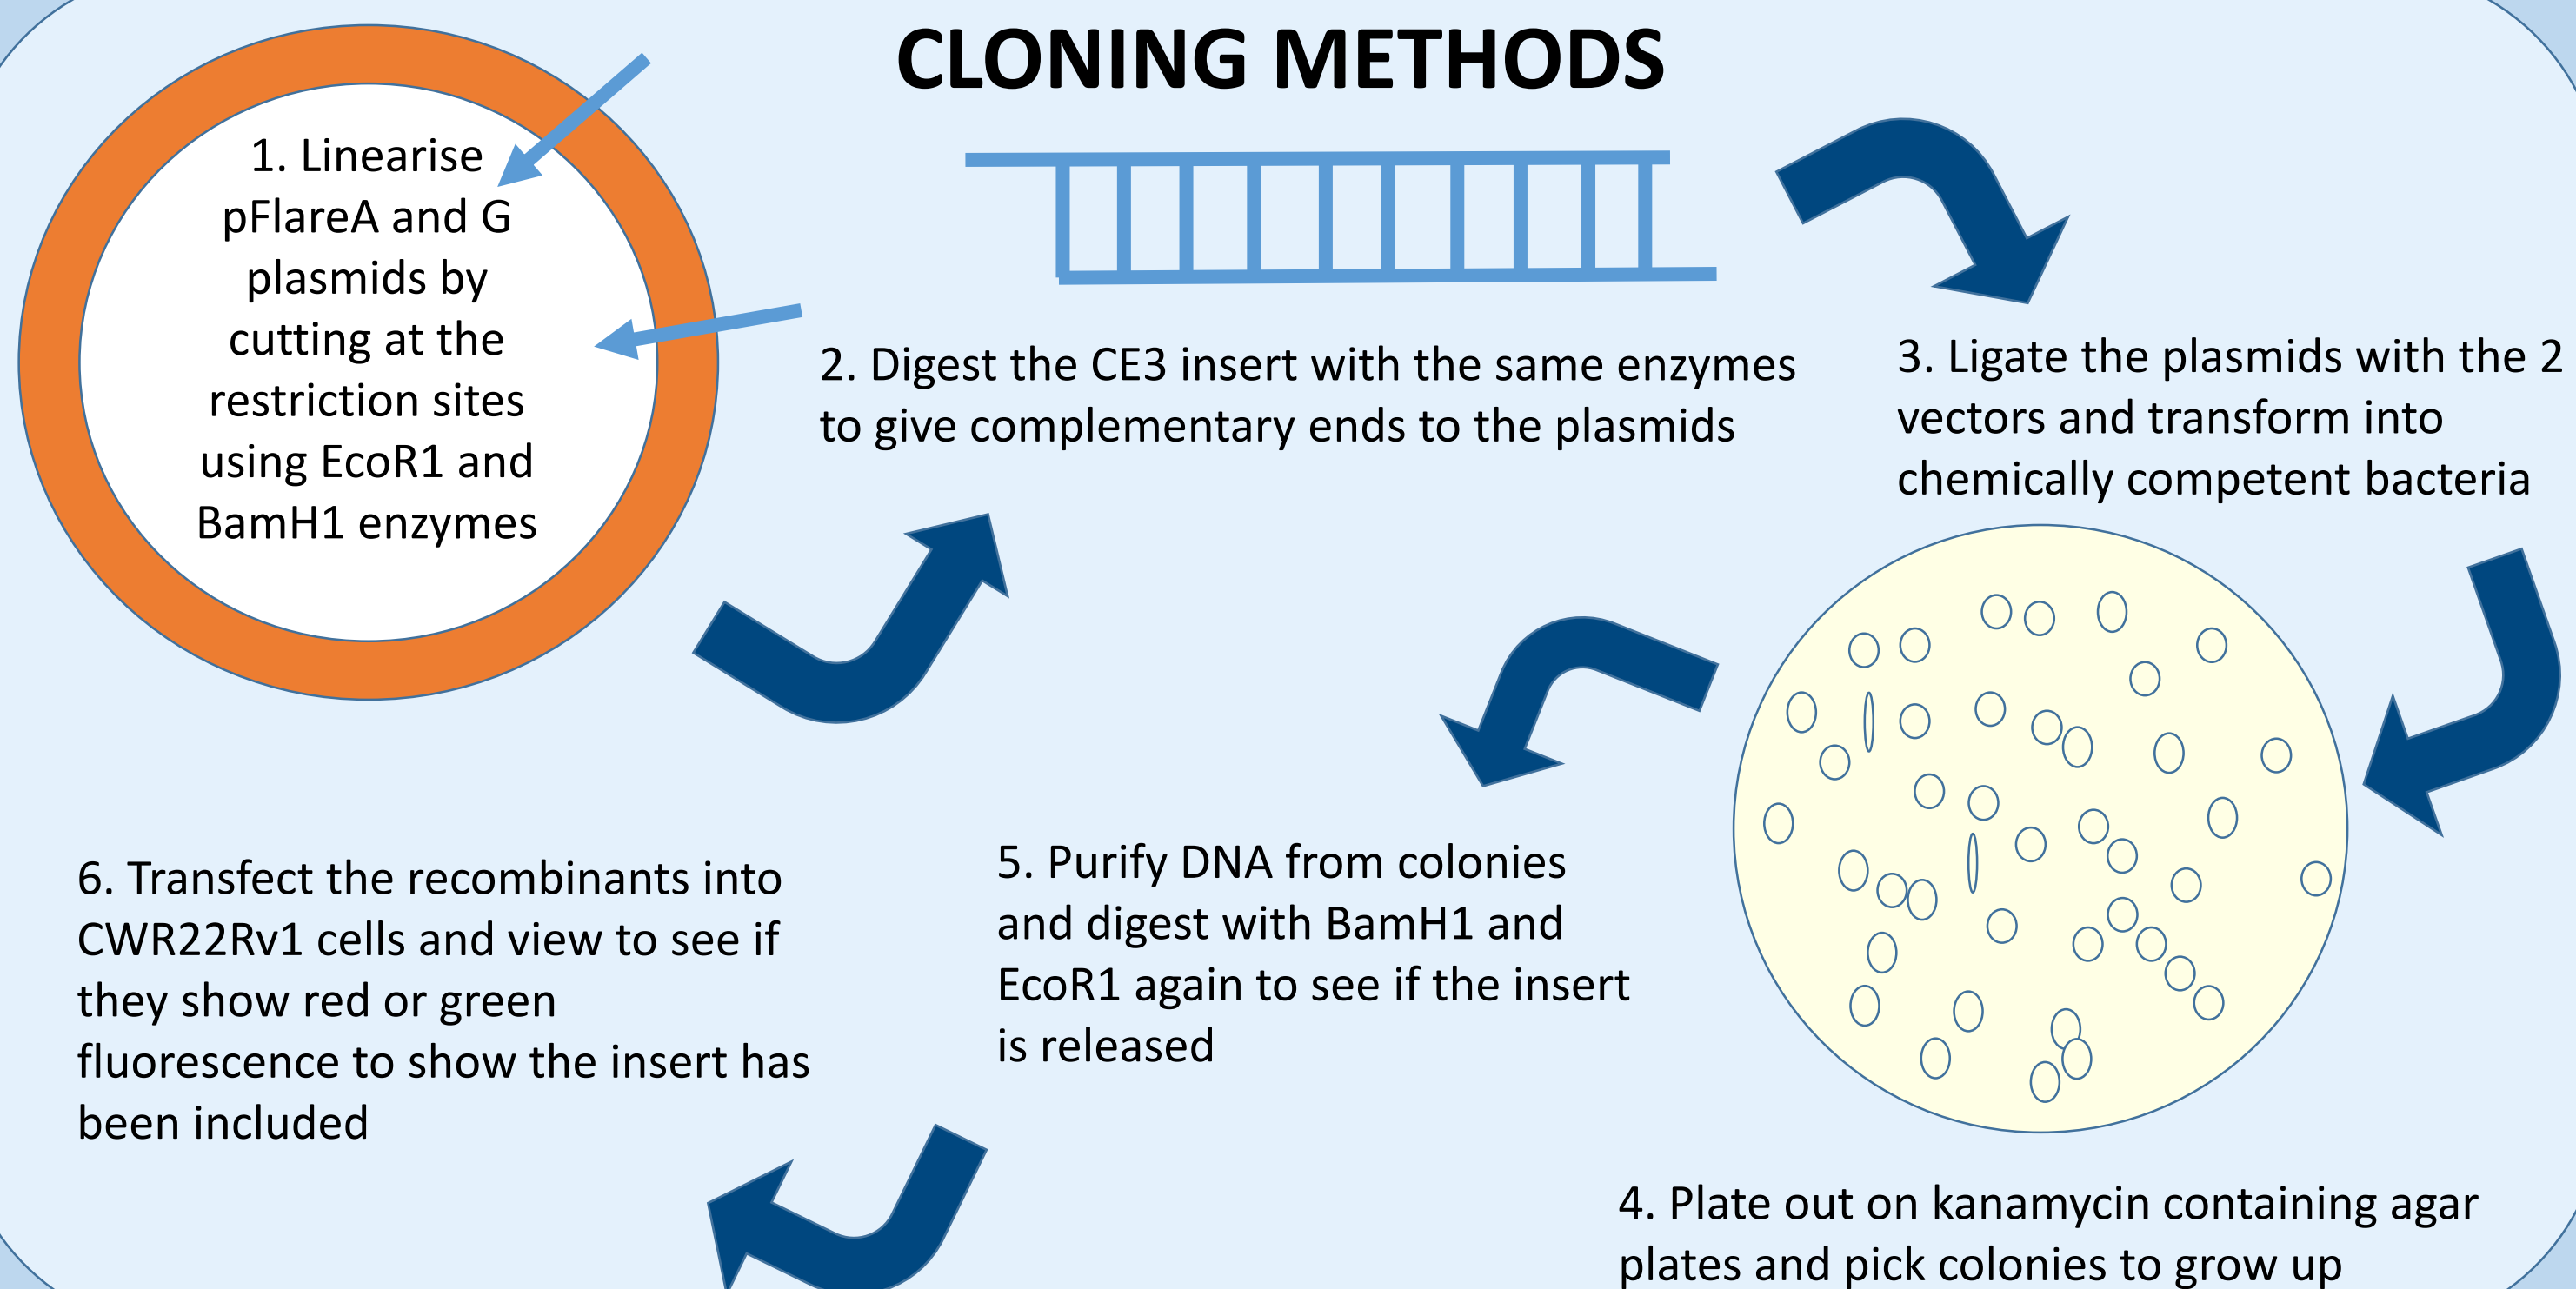 CLONING METHODS
1. Linearise
pFlareA and G
plasmids by
cutting at the
restriction sites
using EcoR1 and
BamH1 enzymes
2. Digest the CE3 insert with the same enzymes
to give complementary ends to the plasmids
3. Ligate the plasmids with the 2
vectors and transform into
chemically competent bacteria
4. Plate out on kanamycin containing agar
plates and pick colonies to grow up
5. Purify DNA from colonies
and digest with BamH1 and
EcoR1 again to see if the insert
is released
6. Transfect the recombinants into
CWR22Rv1 cells and view to see if
they show red or green
fluorescence to show the insert has
been included